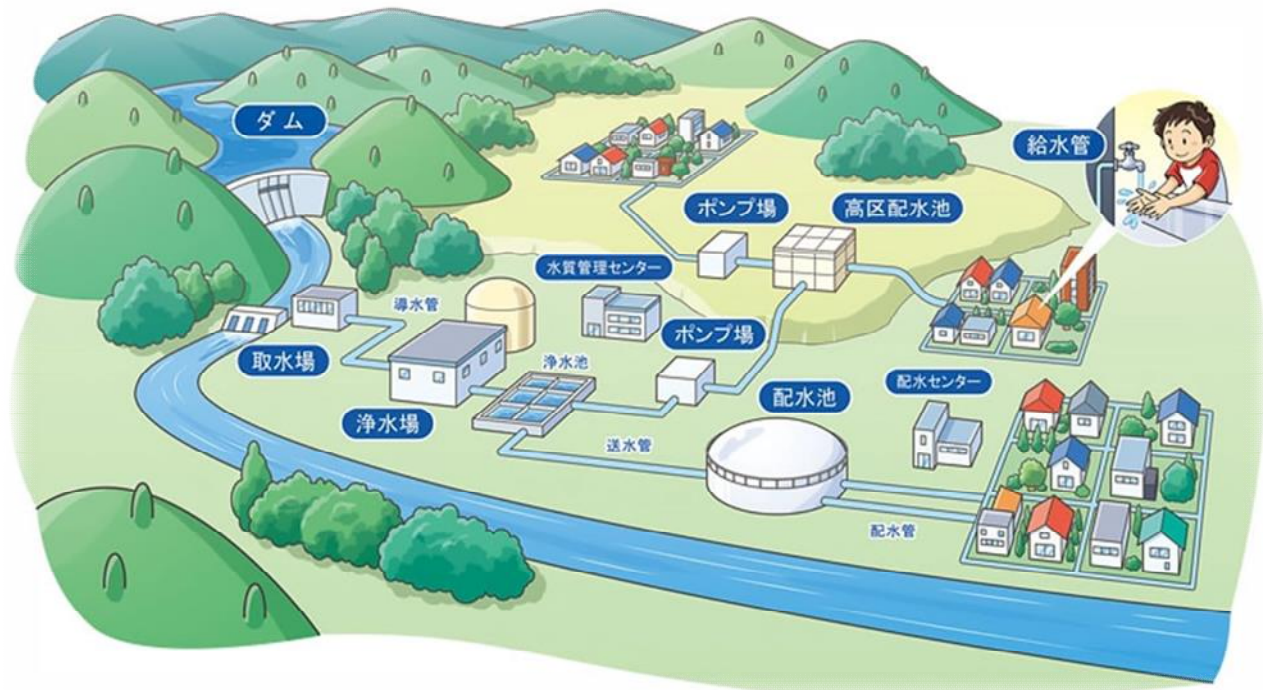 ダム
給水管
ポンプ場
高区配水池
水質管理センター
導水管
取水場
ポンプ場
浄水池
配水池
配水センター
浄水場
送水管
配水管